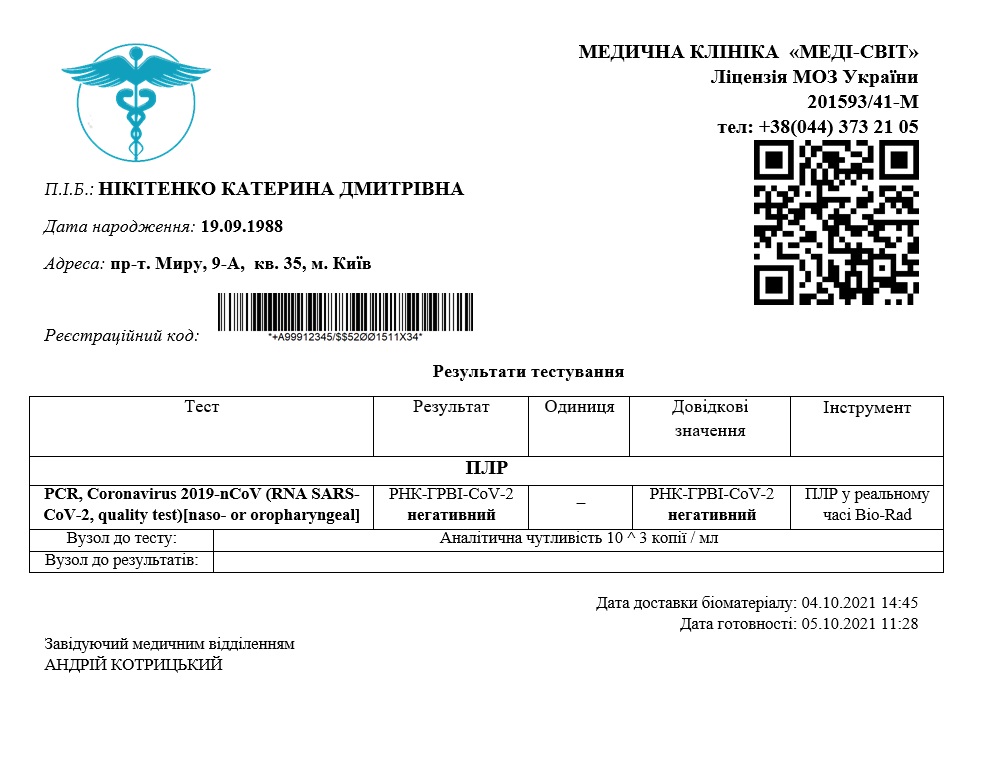 МЕДИЧНА КЛІНІКА «МЕДІ-СВІТ»
Ліцензія МОЗ України
201593/41-М
тел: +38(044) 373 21 05
П.І.Б.: НІКІТЕНКО КАТЕРИНА ДМИТРІВНА
Дата народження: 19.09.1988
Адреса: пр-т. Миру, 9-А, кв. 35, м. Київ
Реєстраційний код:
*+A99912345/$$52ØØ1511X34*
Результати тестування
Тест Результат Одиниця Довідкові значення Інструмент
ПЛР
PCR, Coronavirus 2019-nCoV (RNA SARS-
CoV-2, quality test)[naso- or oropharyngeal]
РНК-ГРВІ-CoV-2
негативний
–
РНК-ГРВІ-CoV-2
негативний
ПЛР у реальному
часі Bio-Rad
Вузол до тесту: Аналітична чутливість 10 ^ 3 копії / мл
Вузол до результатів:
Дата доставки біоматеріалу: 04.10.2021 14:45
Дата готовності: 05.10.2021 11:28
Завідуючий медичним відділенням
АНДРІЙ КОТРИЦЬКИЙ